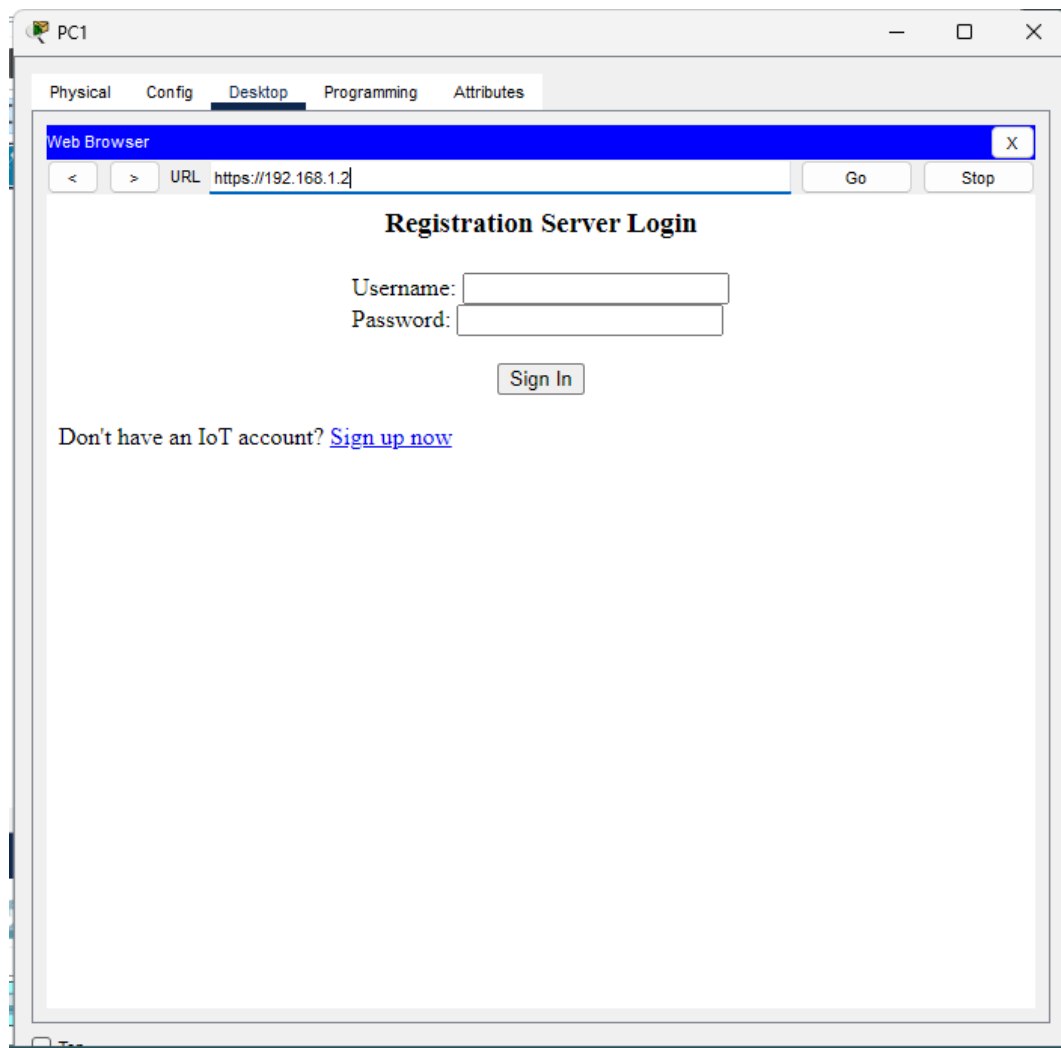 PC1
Physical Config Desktop Programming Attributes
Web Browser X
< > URL https://192.168.1.2 Go Stop
Registration Server Login
Username:
Password:
Sign In
Don't have an IoT account? Sign up now